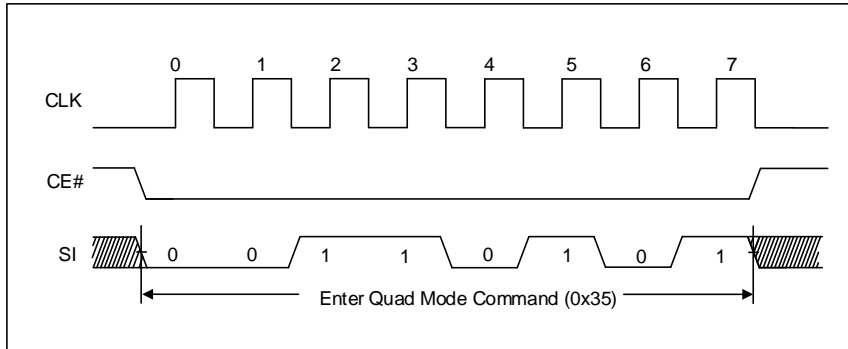 0 1 2 3 4 5 6 7
CLK
CE#
SI 0 0 1 1 0 1 0 1
Enter Quad Mode Command (0x35)